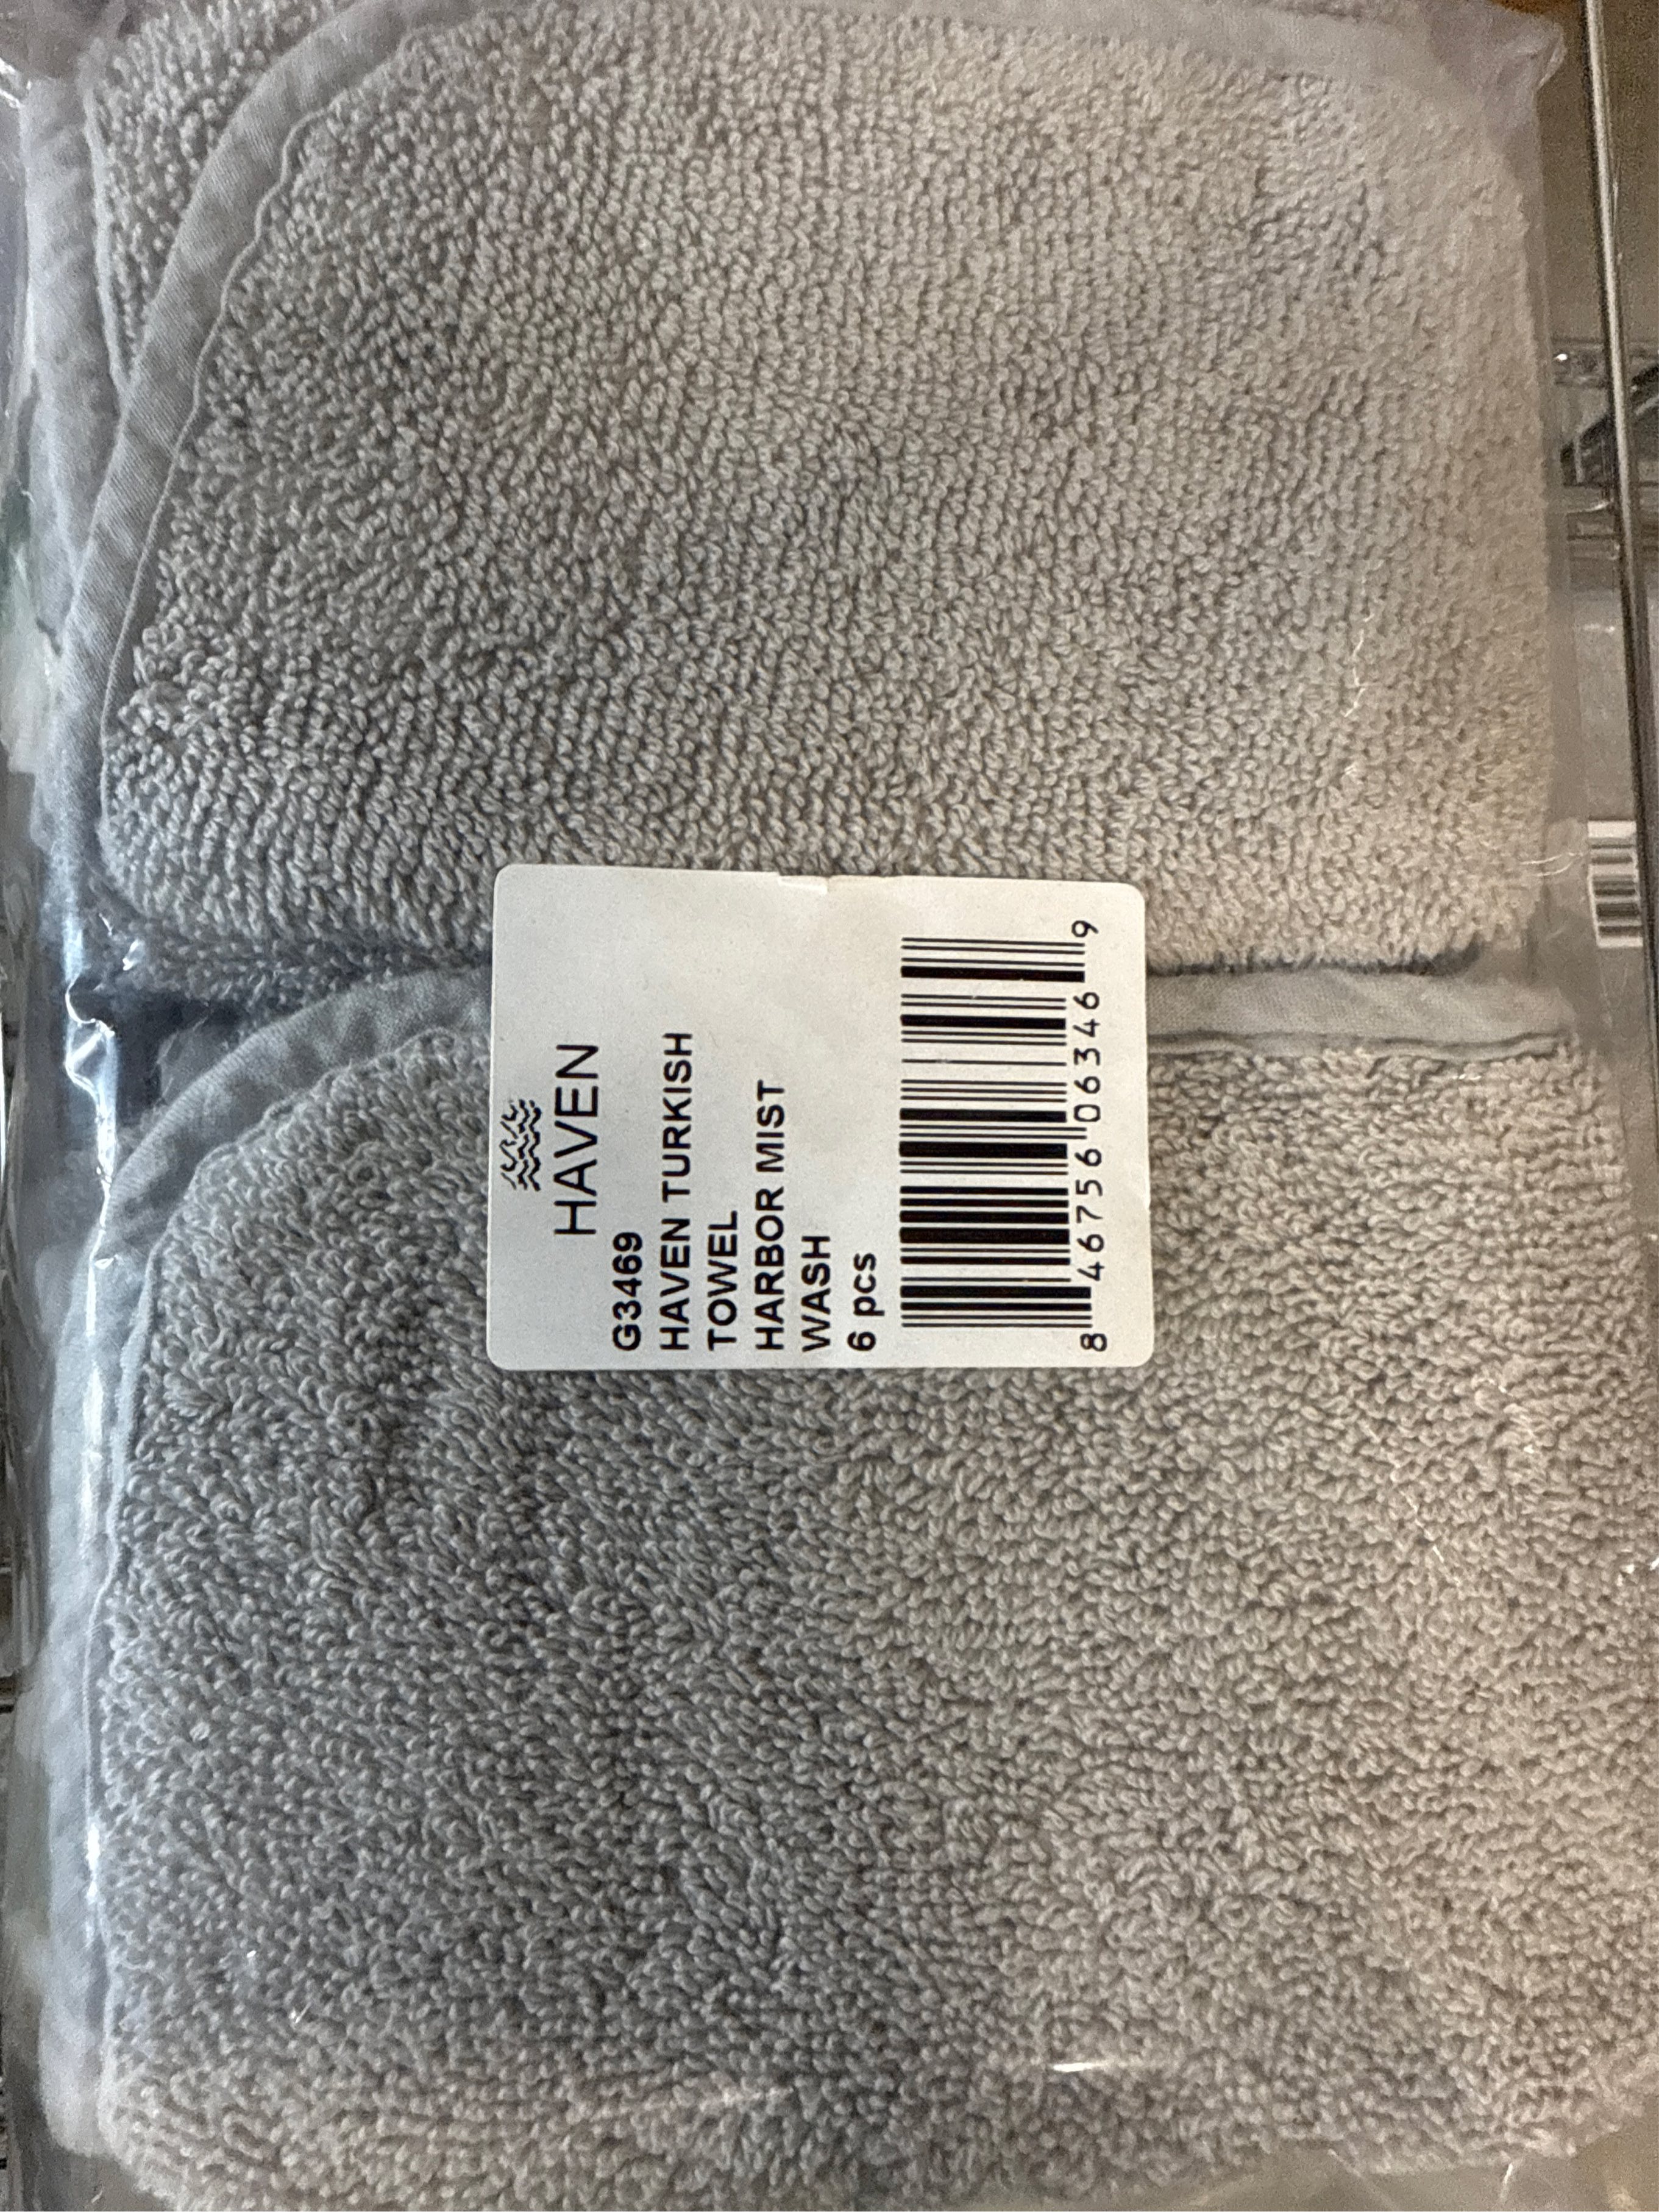 HAVEN
G3469
HAVEN TURKISH
TOWEL
HARBOR MIST
WASH
6 pcs
8 46756 06346 9